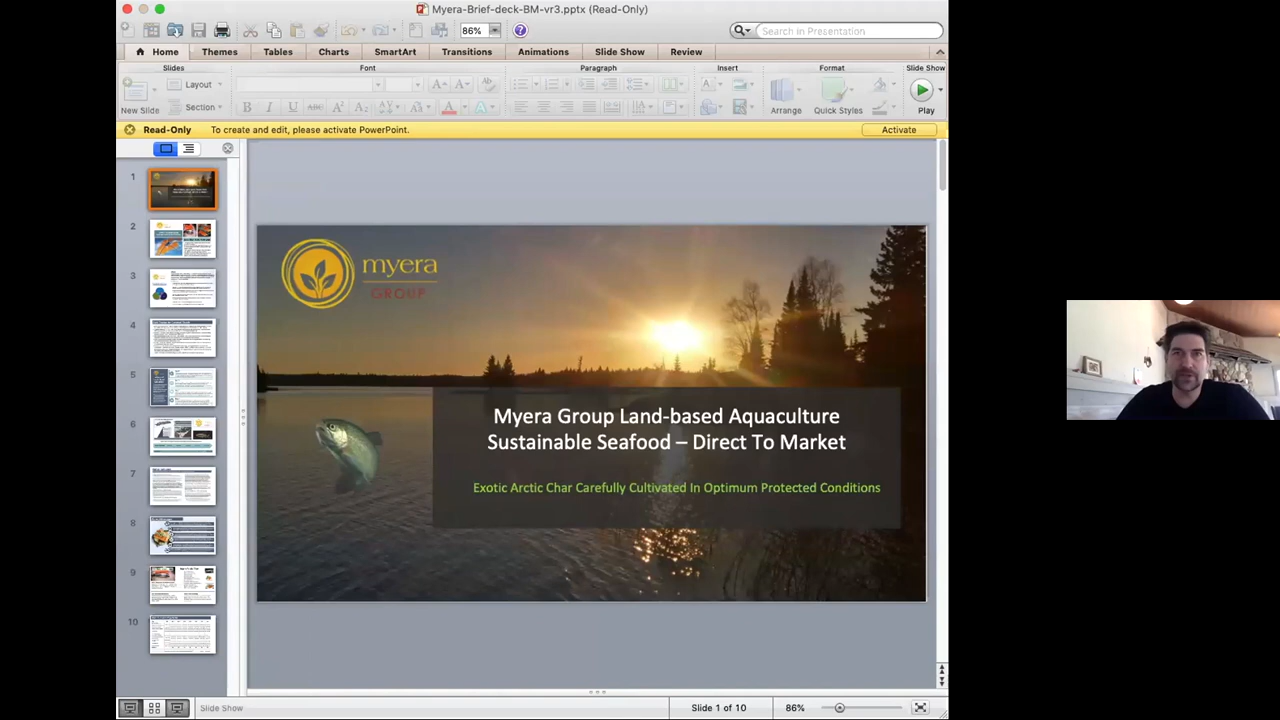 Myera-Brief-deck-BM-vr3.pptx (Read-Only)
86%
Search in Presentation
Home Themes Tables Charts SmartArt Transitions Animations Slide Show Review
Slides Font Paragraph Insert Format Slide Show
New Slide
Layout
Section
B I U ABC
Arrange
Quick Styles
Play
Read-Only To create and edit, please activate PowerPoint. Activate
1
2
3
4
5
6
7
8
9
10
myera
GROUP
Myera Group Land-based Aquaculture
Sustainable Seafood – Direct To Market
Exotic Arctic Char Carefully Cultivated In Optimum Protected Conditions
Slide Show
Slide 1 of 10
86%